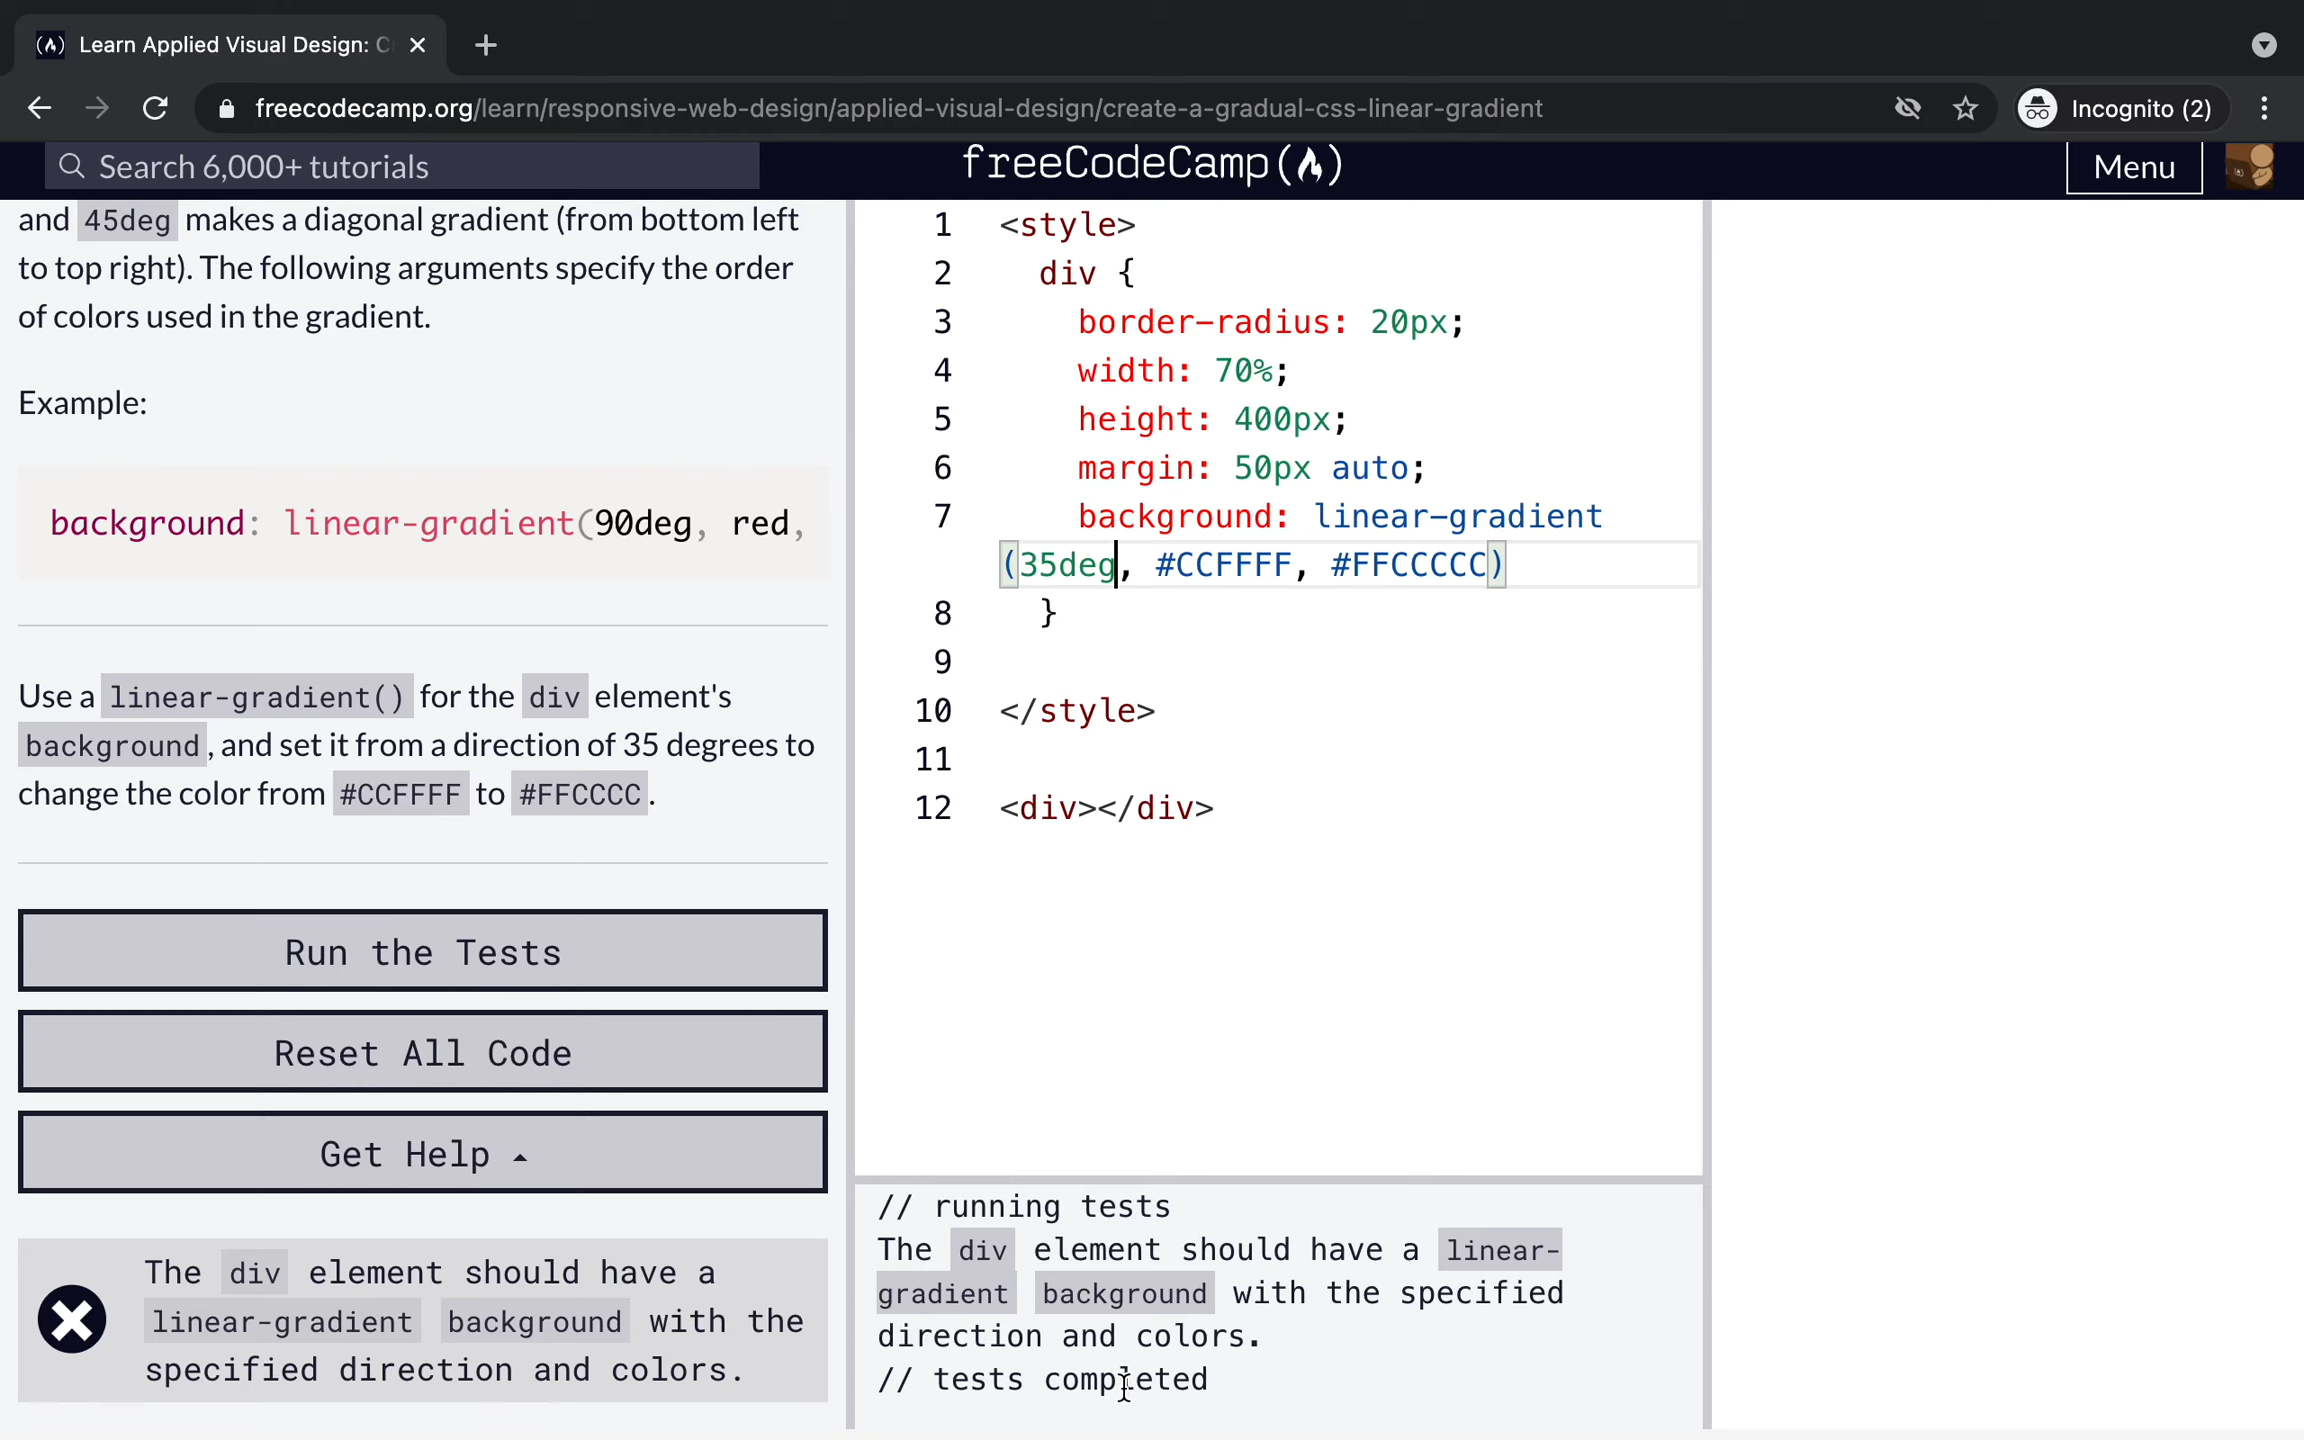 Learn Applied Visual Design: C
freecodecamp.org/learn/responsive-web-design/applied-visual-design/create-a-gradual-css-linear-gradient
Incognito (2)
Search 6,000+ tutorials
freeCodeCamp
Menu
and 45deg makes a diagonal gradient (from bottom left
to top right). The following arguments specify the order
of colors used in the gradient.
Example:
background: linear-gradient(90deg, red,
Use a linear-gradient() for the div element's
background, and set it from a direction of 35 degrees to
change the color from #CCFFFF to #FFCCCC.
Run the Tests
Reset All Code
Get Help
The div element should have a
linear-gradient background with the
specified direction and colors.
1 <style>
2 div {
3 border-radius: 20px;
4 width: 70%;
5 height: 400px;
6 margin: 50px auto;
7 background: linear-gradient
(35deg, #CCFFFF, #FFCCCCC)
8 }
9
10 </style>
11
12 <div></div>
// running tests
The div element should have a linear-
gradient background with the specified
direction and colors.
// tests completed